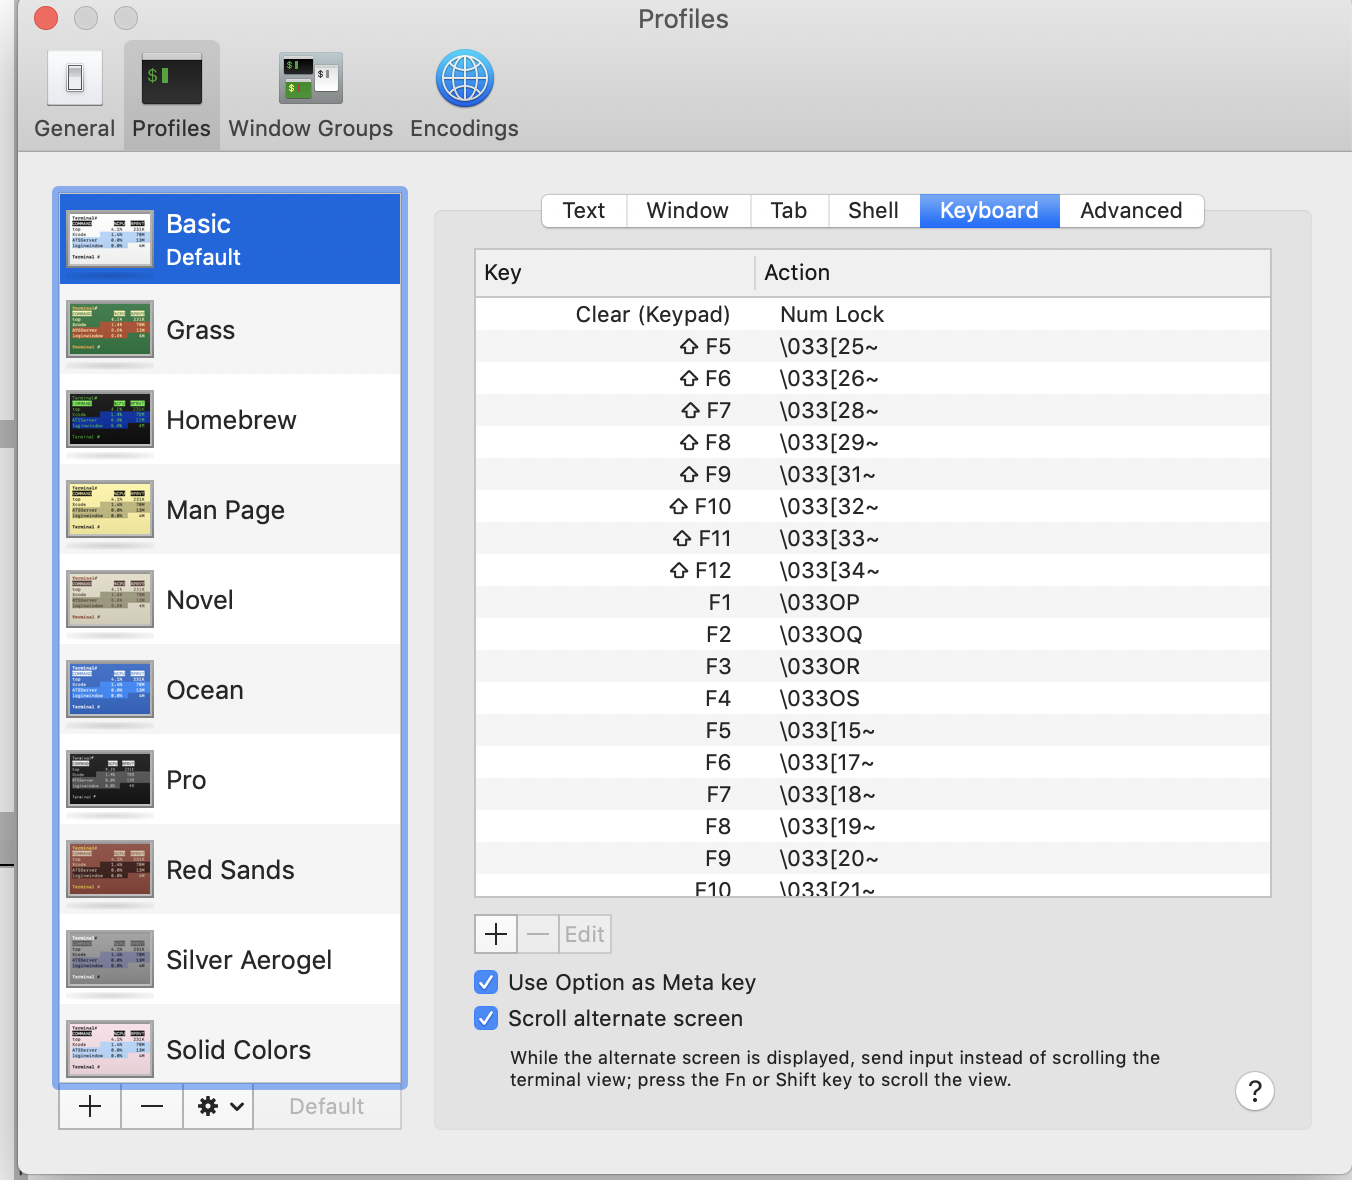 Profiles
General
Profiles
Window Groups
Encodings
Basic
Default
Grass
Homebrew
Man Page
Novel
Ocean
Pro
Red Sands
Silver Aerogel
Solid Colors
Default
Text Window Tab Shell Keyboard Advanced
Key Action
Clear (Keypad) Num Lock
⇧ F5 \033[25~
⇧ F6 \033[26~
⇧ F7 \033[28~
⇧ F8 \033[29~
⇧ F9 \033[31~
⇧ F10 \033[32~
⇧ F11 \033[33~
⇧ F12 \033[34~
F1 \033OP
F2 \033OQ
F3 \033OR
F4 \033OS
F5 \033[15~
F6 \033[17~
F7 \033[18~
F8 \033[19~
F9 \033[20~
F10 \033[21~
Edit
Use Option as Meta key
Scroll alternate screen
While the alternate screen is displayed, send input instead of scrolling the
terminal view; press the Fn or Shift key to scroll the view.
?